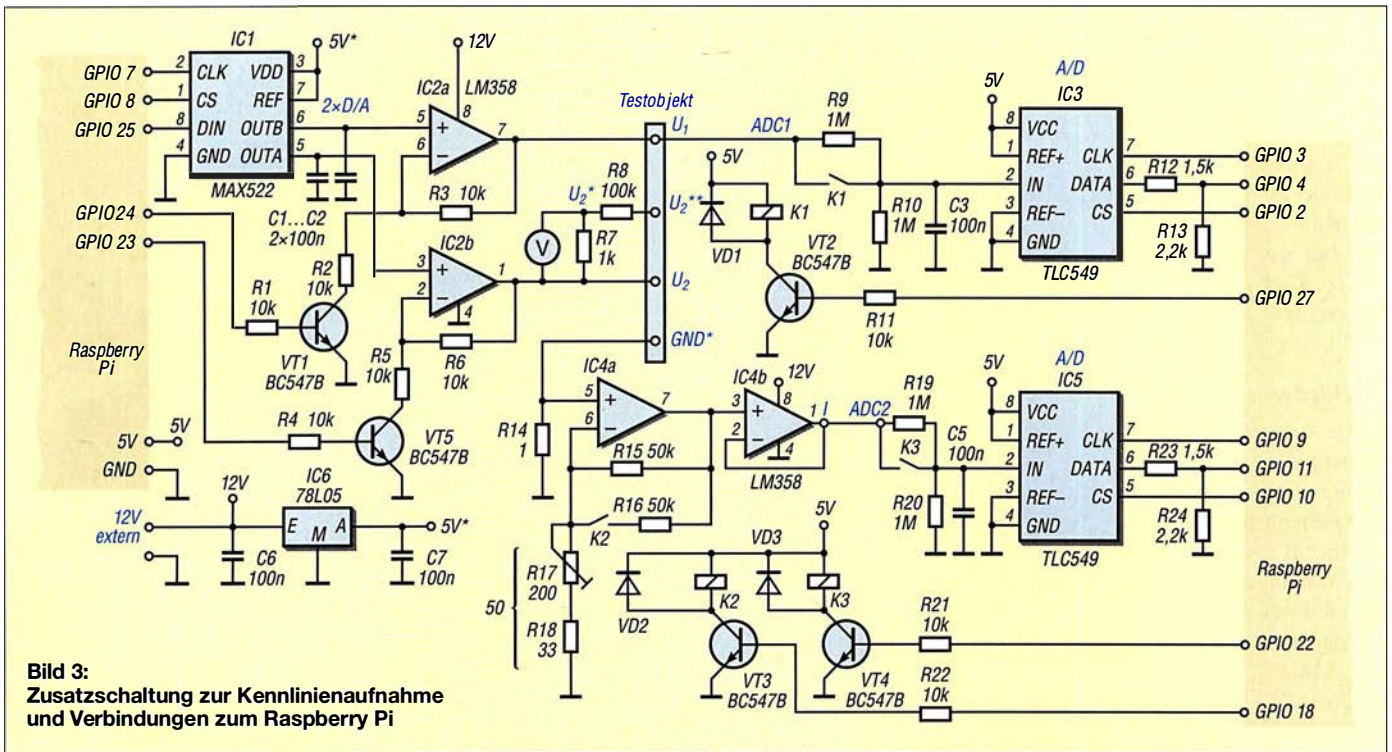 IC1
5V*
GPIO 7
GPIO 8
GPIO 25
2 CLK VDD 3
1 CS REF 7
8 DIN OUTB 6
4 GND OUTA 5
MAX522
2×D/A
GPIO24
GPIO 23
C1...C2
2×100n
R1
10k
R2
10k
VT1
BC547B
R4 10k
R5
10k
VT5
BC547B
Raspberry
Pi
5V
5V
GND
12V
extern
12V
IC6
78L05
E M A
5V*
C6
100n
C7
100n
12V
IC2a
LM358
5 +
6 –
8
7
R3 10k
IC2b
3 +
2 –
1
4
R6
10k
Testobjekt
U1
U2*
R8
100k
U2**
V
R7
1k
U2
GND*
ADC1
R9
1M
K1
5V
VD1
K1
VT2
BC547B
R10
1M
C3
100n
R11
10k
5V
A/D
IC3
8 VCC
1 REF+
2 IN
3 REF–
4 GND
CLK 7
DATA 6
CS 5
TLC549
R12 1,5k
R13
2,2k
GPIO 3
GPIO 4
GPIO 2
GPIO 27
R14
1
IC4a
5 +
6 –
7
R15 50k
R16 50k
K2
R17
200
50
R18
33
IC4b
12V
3 +
2 –
8
1
4
LM358
I
ADC2
R19
1M
K3
R20
1M
C5
100n
5V
A/D
IC5
8 VCC
1 REF+
2 IN
3 REF–
4 GND
CLK 7
DATA 6
CS 5
TLC549
R23 1,5k
R24
2,2k
GPIO 9
GPIO 11
GPIO 10
Raspberry
Pi
5V
VD3
VD2
K2
K3
VT3
BC547B
VT4
BC547B
R21
10k
R22
10k
GPIO 22
GPIO 18
Bild 3:
Zusatzschaltung zur Kennlinienaufnahme
und Verbindungen zum Raspberry Pi